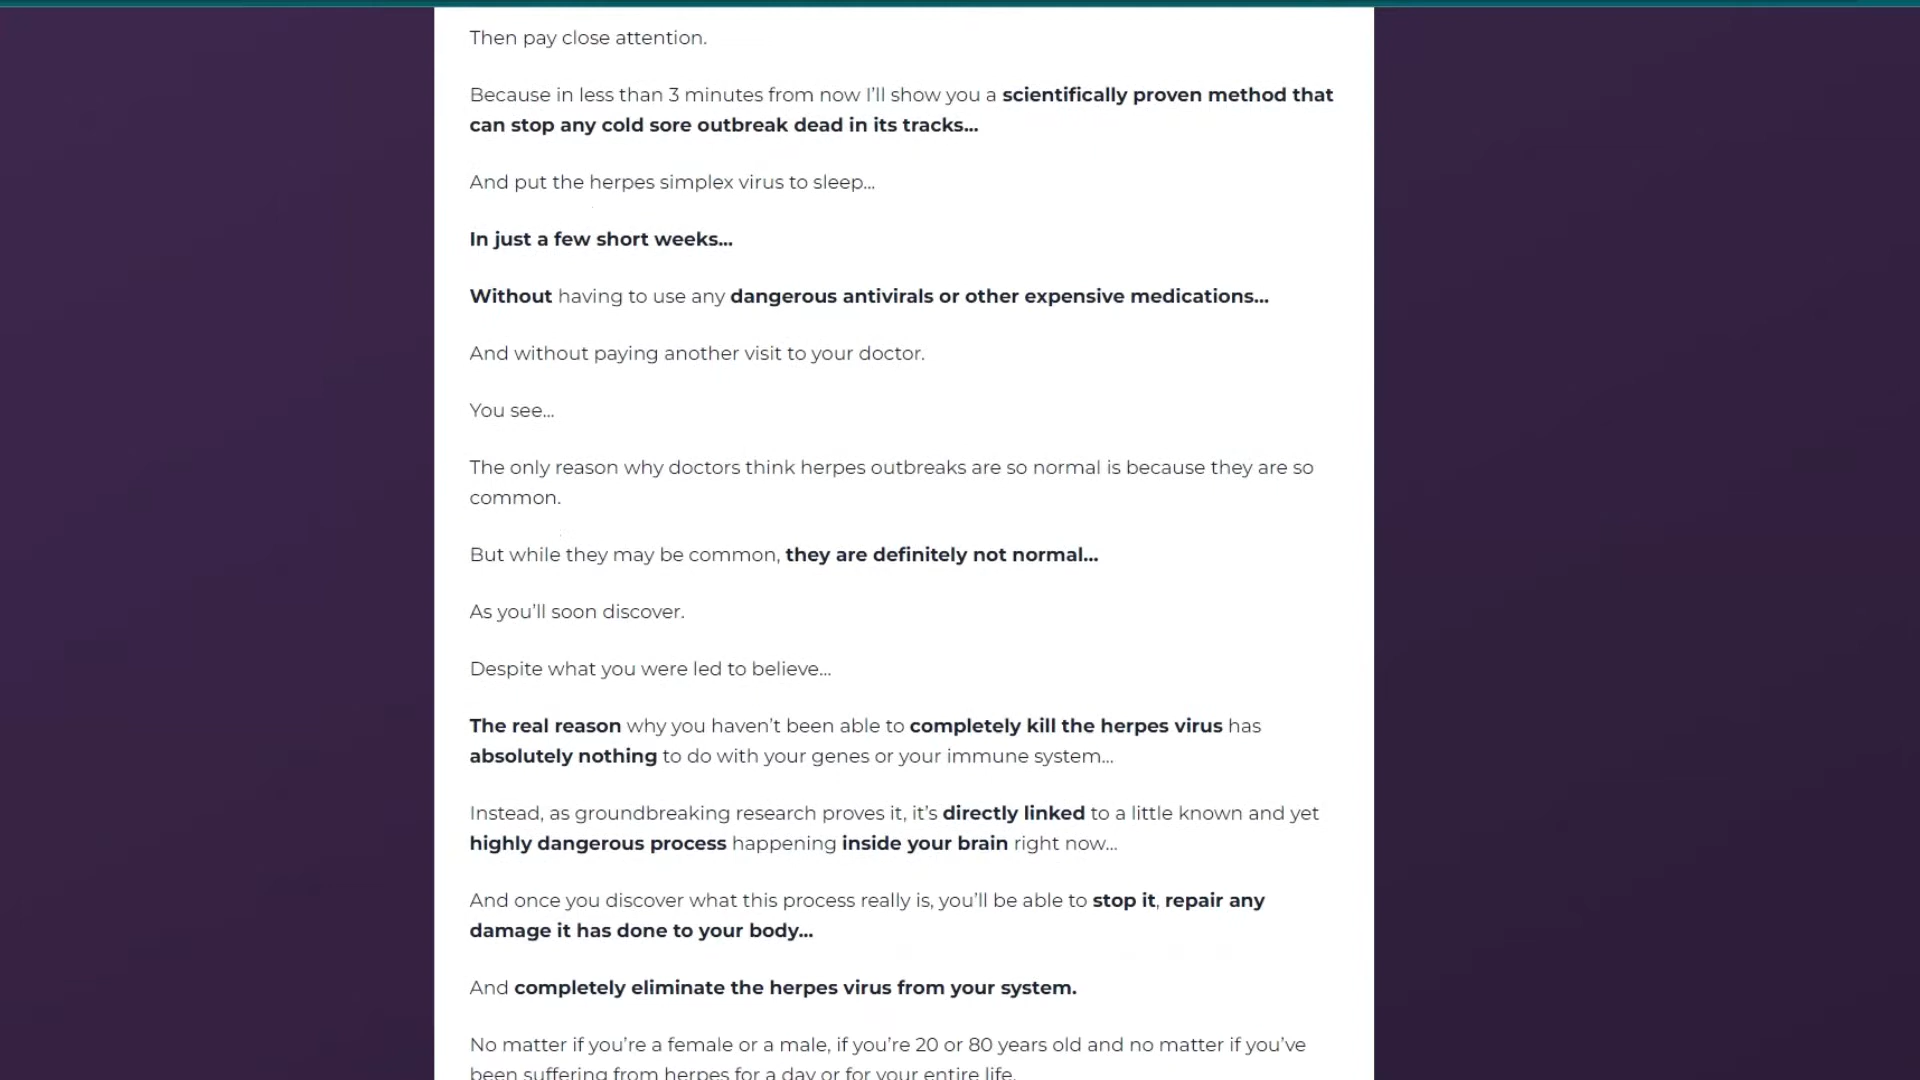 Then pay close attention.
Because in less than 3 minutes from now I’ll show you a scientifically proven method that
can stop any cold sore outbreak dead in its tracks...
And put the herpes simplex virus to sleep...
In just a few short weeks...
Without having to use any dangerous antivirals or other expensive medications...
And without paying another visit to your doctor.
You see...
The only reason why doctors think herpes outbreaks are so normal is because they are so
common.
But while they may be common, they are definitely not normal...
As you’ll soon discover.
Despite what you were led to believe...
The real reason why you haven’t been able to completely kill the herpes virus has
absolutely nothing to do with your genes or your immune system...
Instead, as groundbreaking research proves it, it’s directly linked to a little known and yet
highly dangerous process happening inside your brain right now...
And once you discover what this process really is, you’ll be able to stop it, repair any
damage it has done to your body...
And completely eliminate the herpes virus from your system.
No matter if you’re a female or a male, if you’re 20 or 80 years old and no matter if you’ve
been suffering from herpes for a day or for your entire life.